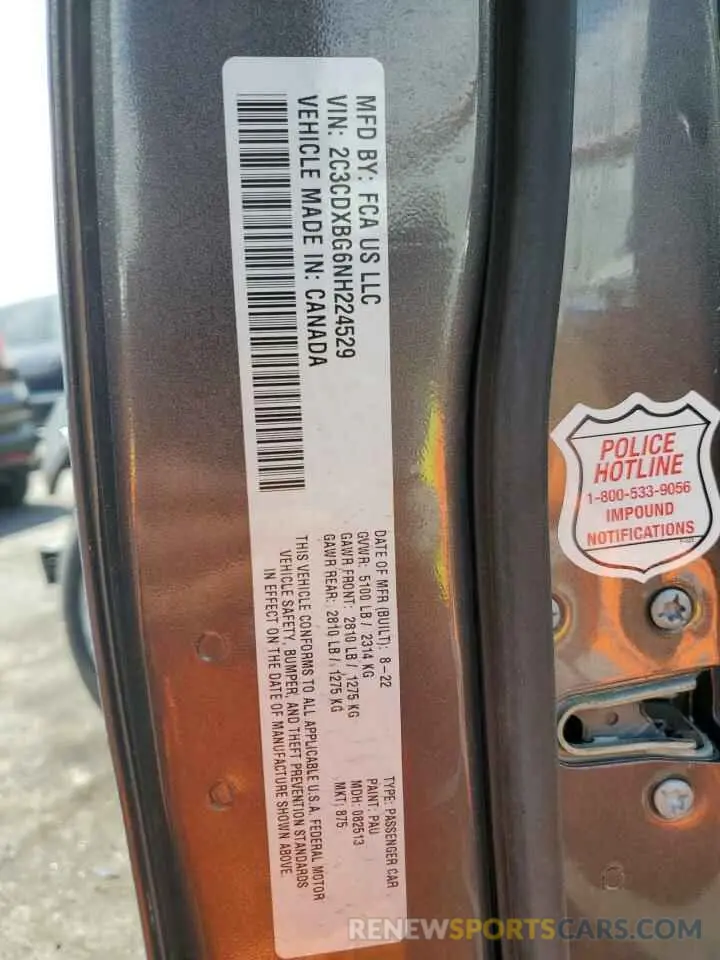 MFD BY: FCA US LLC
VIN: 2C3CDXBG6NH224529
VEHICLE MADE IN: CANADA
DATE OF MFR (BUILT): 8-22
GVWR: 5100 LB / 2314 KG
GAWR FRONT: 2810 LB / 1275 KG
GAWR REAR: 2810 LB / 1275 KG
THIS VEHICLE CONFORMS TO ALL APPLICABLE U.S.A. FEDERAL MOTOR
VEHICLE SAFETY, BUMPER, AND THEFT PREVENTION STANDARDS
IN EFFECT ON THE DATE OF MANUFACTURE SHOWN ABOVE.
TYPE: PASSENGER CAR
PAINT: PAU
MDH: 082513
MKT: 875
POLICE
HOTLINE
1-800-533-9056
IMPOUND
NOTIFICATIONS
RENEWSPORTSCARS.COM